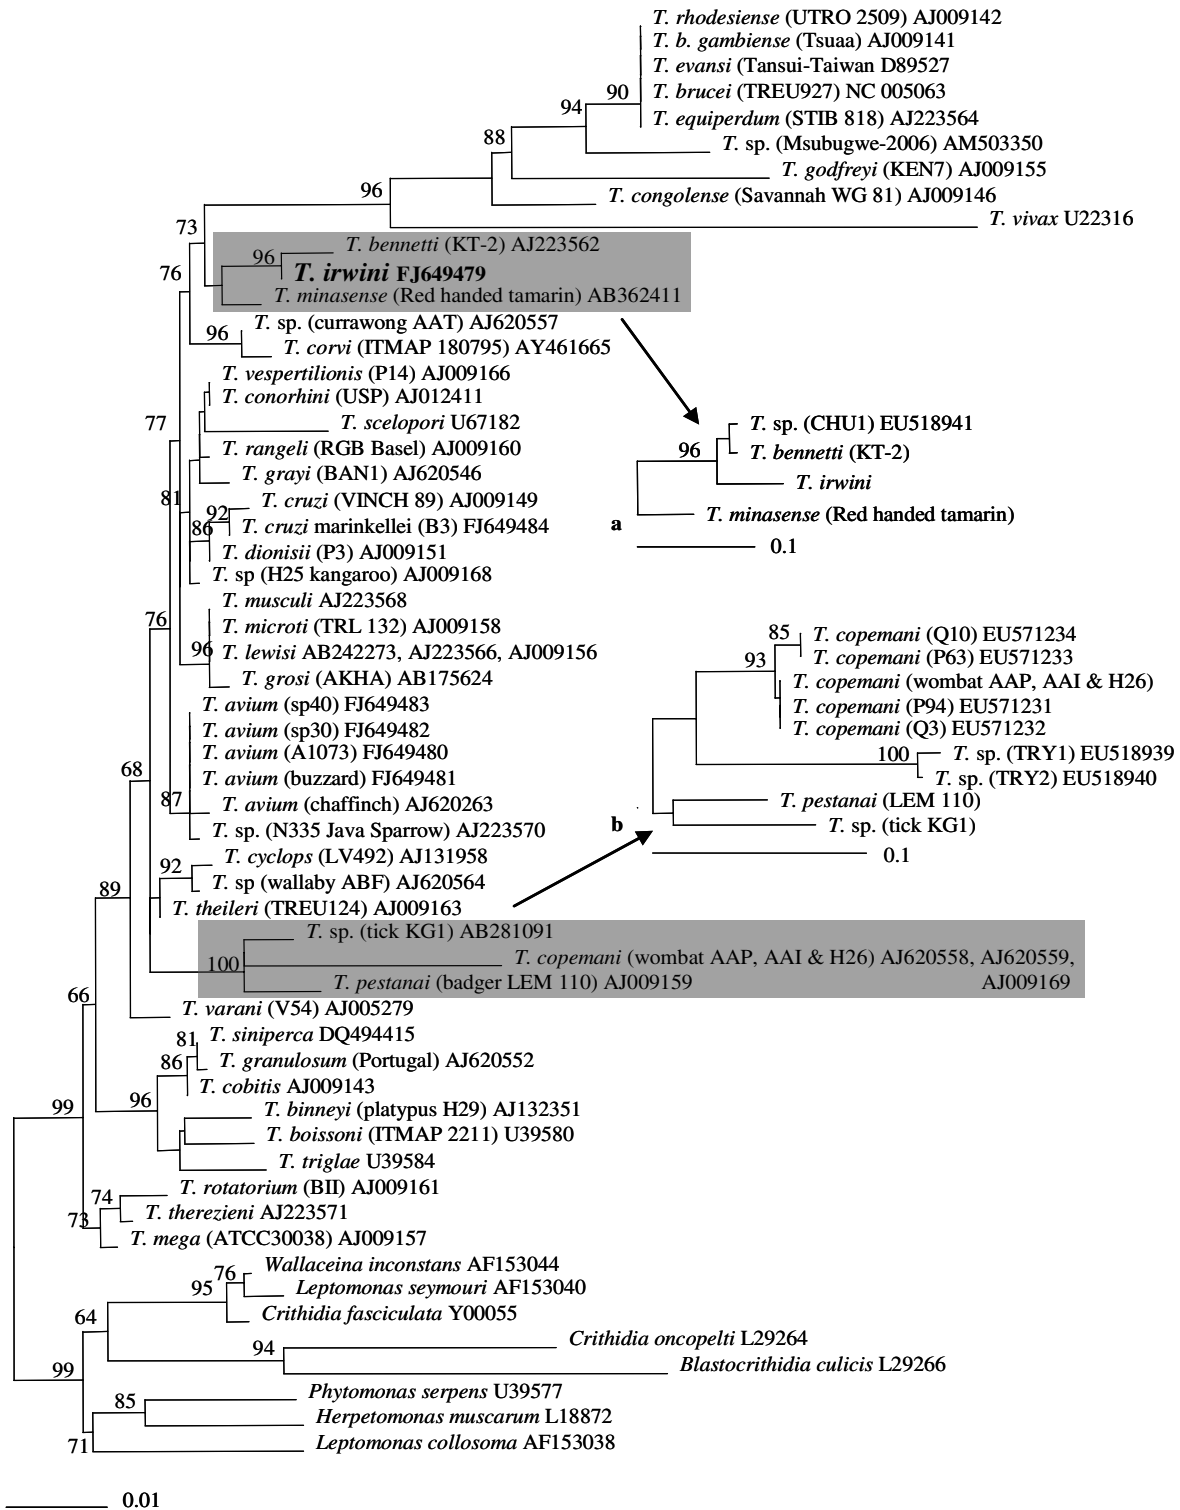 T. rhodesiense (UTRO 2509) AJ009142
T. b. gambiense (Tsuaa) AJ009141
T. evansi (Tansui-Taiwan D89527
90
T. brucei (TREU927) NC 005063
94
T. equiperdum (STIB 818) AJ223564
88
T. sp. (Msubugwe-2006) AM503350
T. godfreyi (KEN7) AJ009155
96
T. congolense (Savannah WG 81) AJ009146
T. vivax U22316
73
T. bennetti (KT-2) AJ223562
96
T. irwini FJ649479
76
T. minasense (Red handed tamarin) AB362411
T. sp. (currawong AAT) AJ620557
96
T. corvi (ITMAP 180795) AY461665
T. vespertilionis (P14) AJ009166
T. conorhini (USP) AJ012411
77
T. scelopori U67182
T. rangeli (RGB Basel) AJ009160
T. grayi (BAN1) AJ620546
81
T. cruzi (VINCH 89) AJ009149
92
86
T. cruzi marinkellei (B3) FJ649484
T. dionisii (P3) AJ009151
T. sp (H25 kangaroo) AJ009168
T. musculi AJ223568
76
T. microti (TRL 132) AJ009158
96
T. lewisi AB242273, AJ223566, AJ009156
T. grosi (AKHA) AB175624
T. avium (sp40) FJ649483
T. avium (sp30) FJ649482
T. avium (A1073) FJ649480
68
T. avium (buzzard) FJ649481
87
T. avium (chaffinch) AJ620263
T. sp. (N335 Java Sparrow) AJ223570
T. cyclops (LV492) AJ131958
92
T. sp (wallaby ABF) AJ620564
89
T. theileri (TREU124) AJ009163
T. sp. (tick KG1) AB281091
100
T. copemani (wombat AAP, AAI & H26) AJ620558, AJ620559,
AJ009169
T. pestanai (badger LEM 110) AJ009159
66
T. varani (V54) AJ005279
T. siniperca DQ494415
81
86
T. granulosum (Portugal) AJ620552
T. cobitis AJ009143
99
96
T. binneyi (platypus H29) AJ132351
T. boissoni (ITMAP 2211) U39580
T. triglae U39584
T. rotatorium (BII) AJ009161
74
T. therezieni AJ223571
73
T. mega (ATCC30038) AJ009157
Wallaceina inconstans AF153044
76
95
Leptomonas seymouri AF153040
Crithidia fasciculata Y00055
64
Crithidia oncopelti L29264
94
Blastocrithidia culicis L29266
99
Phytomonas serpens U39577
85
Herpetomonas muscarum L18872
71
Leptomonas collosoma AF153038
0.01
T. sp. (CHU1) EU518941
96
T. bennetti (KT-2)
T. irwini
T. minasense (Red handed tamarin)
a
0.1
85
T. copemani (Q10) EU571234
93
T. copemani (P63) EU571233
T. copemani (wombat AAP, AAI & H26)
T. copemani (P94) EU571231
T. copemani (Q3) EU571232
100
T. sp. (TRY1) EU518939
T. sp. (TRY2) EU518940
T. pestanai (LEM 110)
b
T. sp. (tick KG1)
0.1